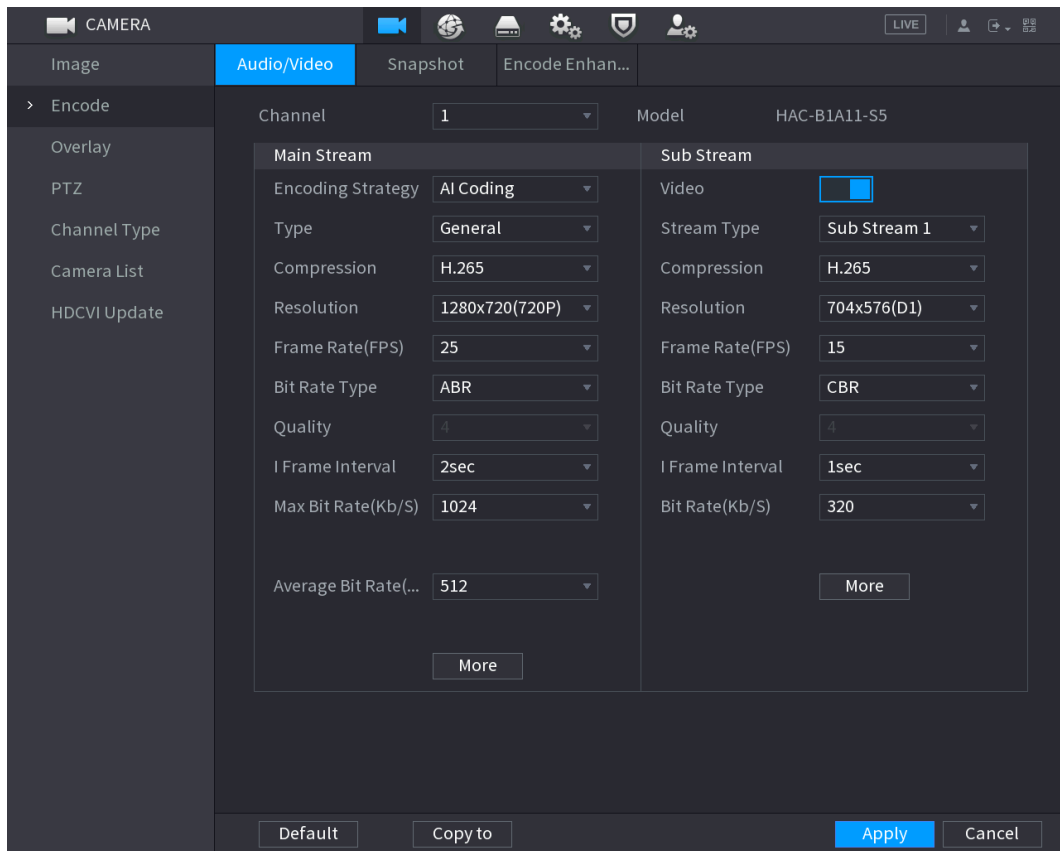 CAMERA
LIVE
Image
Audio/Video Snapshot Encode Enhan...
> Encode
Channel 1 Model HAC-B1A11-S5
Overlay
Main Stream Sub Stream
PTZ
Encoding Strategy AI Coding Video
Channel Type
Type General Stream Type Sub Stream 1
Camera List
Compression H.265 Compression H.265
HDCVI Update
Resolution 1280x720(720P) Resolution 704x576(D1)
Frame Rate(FPS) 25 Frame Rate(FPS) 15
Bit Rate Type ABR Bit Rate Type CBR
Quality 4 Quality 4
I Frame Interval 2sec I Frame Interval 1sec
Max Bit Rate(Kb/S) 1024 Bit Rate(Kb/S) 320
Average Bit Rate(... 512 More
More
Default Copy to Apply Cancel